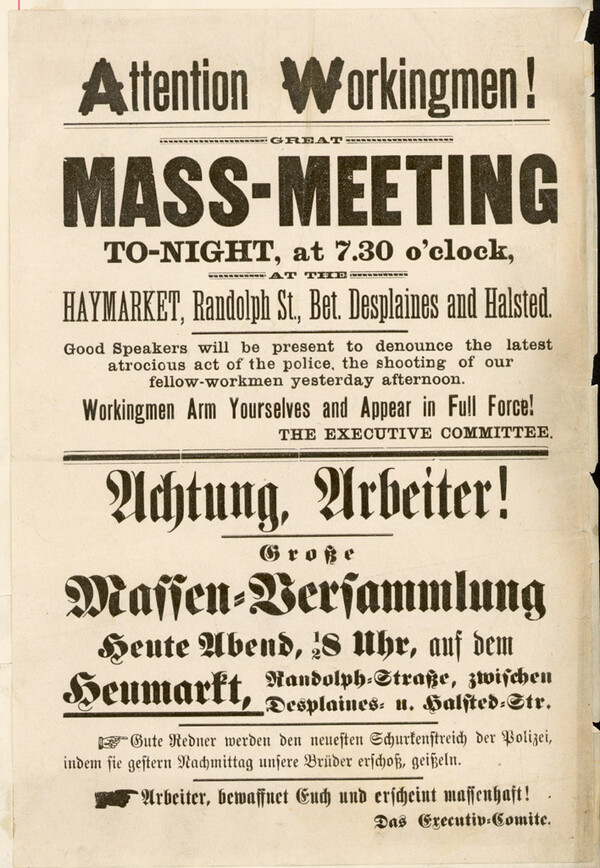 Attention Workingmen!
GREAT
MASS-MEETING
TO-NIGHT, at 7.30 o'clock,
AT THE
HAYMARKET, Randolph St., Bet. Desplaines and Halsted.
Good Speakers will be present to denounce the latest
atrocious act of the police, the shooting of our
fellow-workmen yesterday afternoon.
Workingmen Arm Yourselves and Appear in Full Force!
THE EXECUTIVE COMMITTEE.
Achtung, Arbeiter!
Große
Massen-Versammlung
Heute Abend, ½8 Uhr, auf dem
Heumarkt, Randolph-Straße, zwischen
Desplaines- u. Halsted-Str.
Gute Redner werden den neuesten Schurkenstreich der Polizei,
indem sie gestern Nachmittag unsere Brüder erschoß, geißeln.
Arbeiter, bewaffnet Euch und erscheint massenhaft!
Das Executiv-Comite.